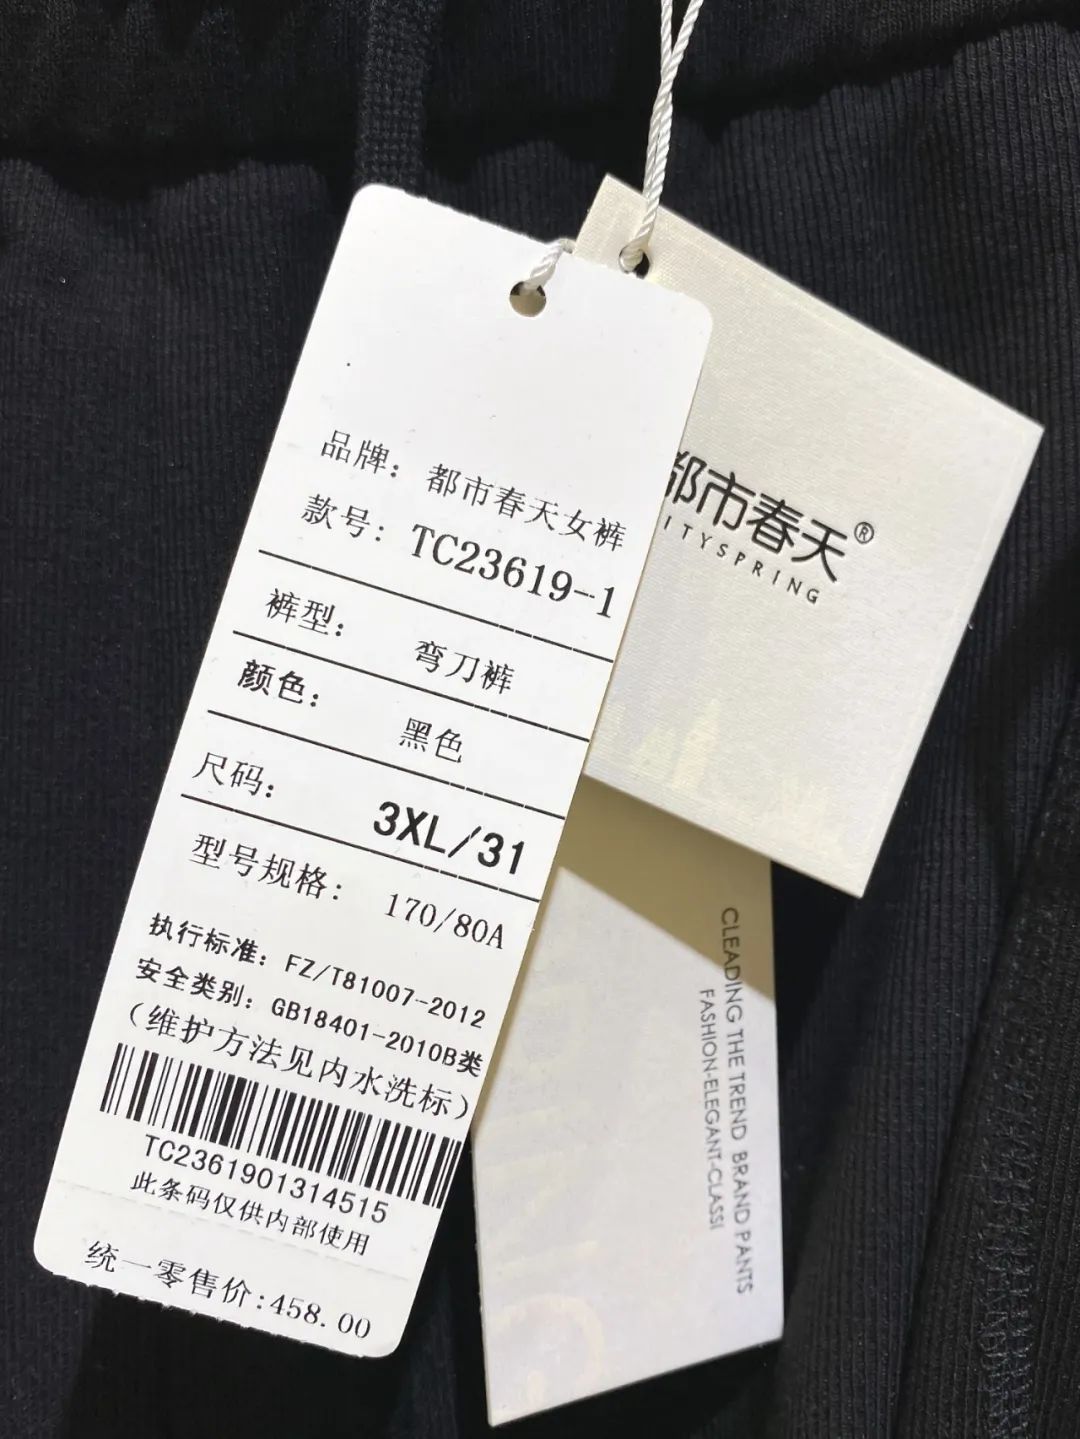 品牌: 都市春天女裤
款号: TC23619-1
裤型: 弯刀裤
颜色: 黑色
尺码: 3XL/31
型号规格: 170/80A
执行标准: FZ/T81007-2012
安全类别: GB18401-2010B类
(维护方法见内水洗标)
TC2361901314515
此条码仅供内部使用
统一零售价:458.00
都市春天®
ITYSPRING
CLEADING THE TREND BRAND PANTS
FASHION-ELEGANT-CLASSI